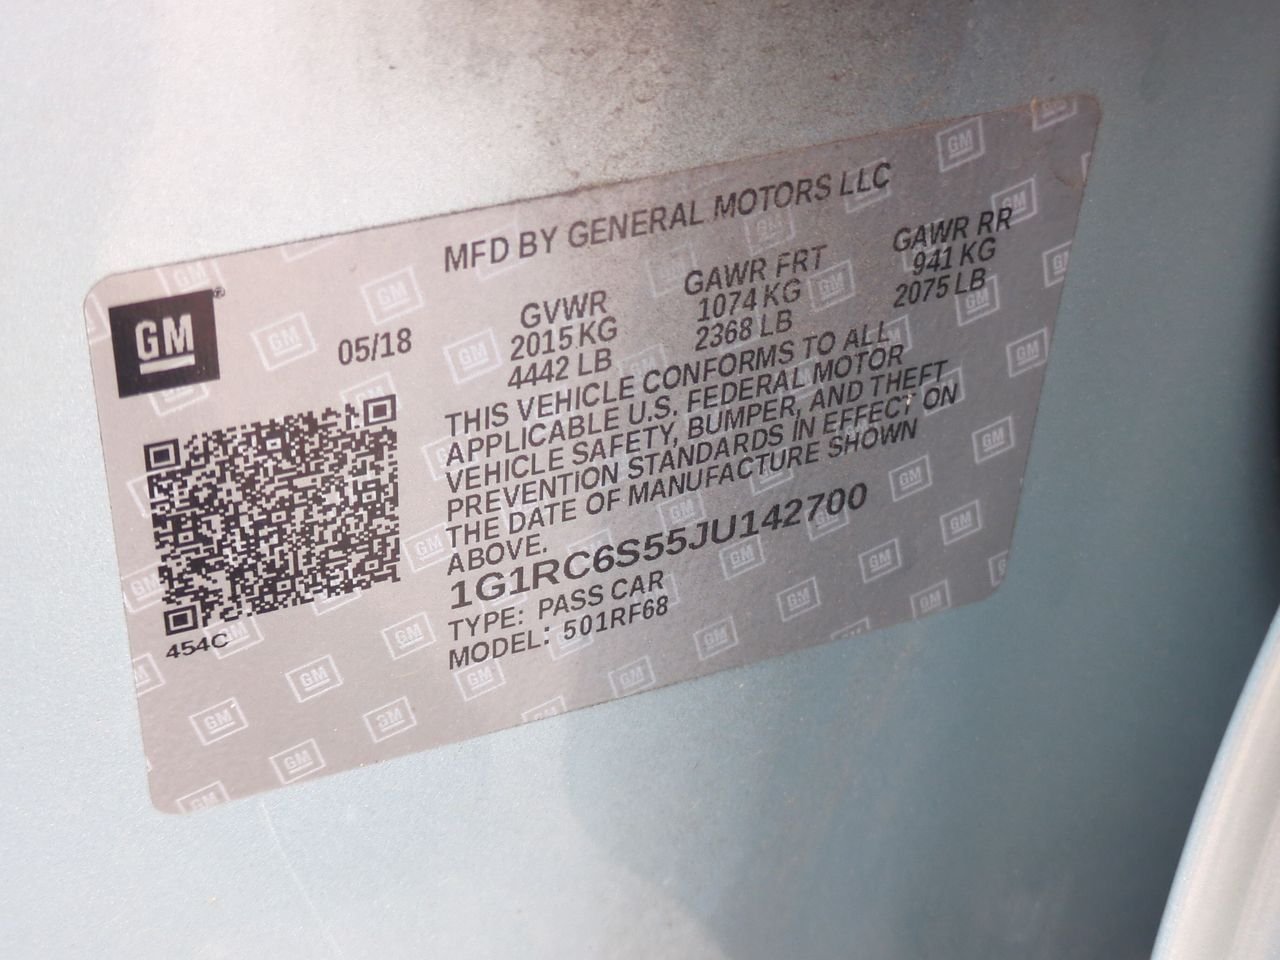 MFD BY GENERAL MOTORS LLC
GM®
05/18
GVWR GAWR FRT GAWR RR
2015 KG 1074 KG 941 KG
4442 LB 2368 LB 2075 LB
THIS VEHICLE CONFORMS TO ALL
APPLICABLE U.S. FEDERAL MOTOR
VEHICLE SAFETY, BUMPER, AND THEFT
PREVENTION STANDARDS IN EFFECT ON
THE DATE OF MANUFACTURE SHOWN
ABOVE.
1G1RC6S55JU142700
TYPE: PASS CAR
MODEL: 501RF68
454C